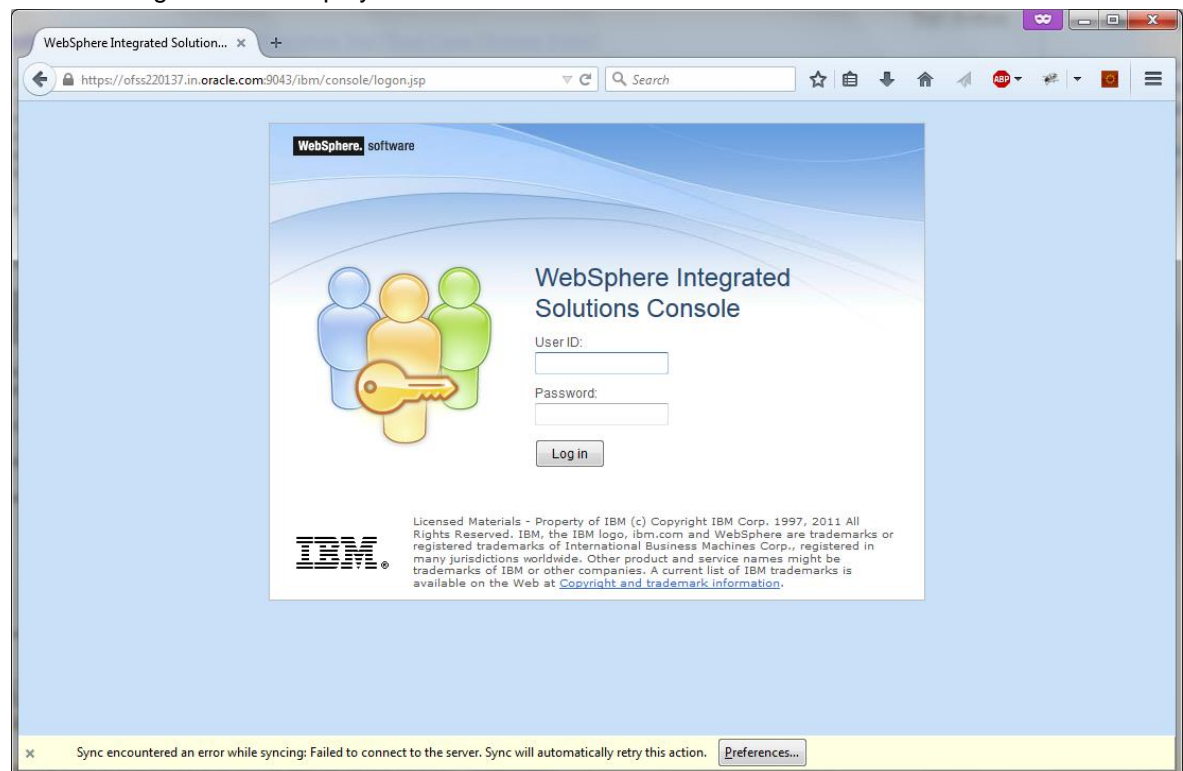 WebSphere Integrated Solution...
https://ofss220137.in.oracle.com:9043/ibm/console/logon.jsp
Search
ABP
WebSphere. software
WebSphere Integrated
Solutions Console
User ID:
Password:
Log in
IBM®
Licensed Materials - Property of IBM (c) Copyright IBM Corp. 1997, 2011 All
Rights Reserved. IBM, the IBM logo, ibm.com and WebSphere are trademarks or
registered trademarks of International Business Machines Corp., registered in
many jurisdictions worldwide. Other product and service names might be
trademarks of IBM or other companies. A current list of IBM trademarks is
available on the Web at Copyright and trademark information.
Sync encountered an error while syncing: Failed to connect to the server. Sync will automatically retry this action. Preferences...